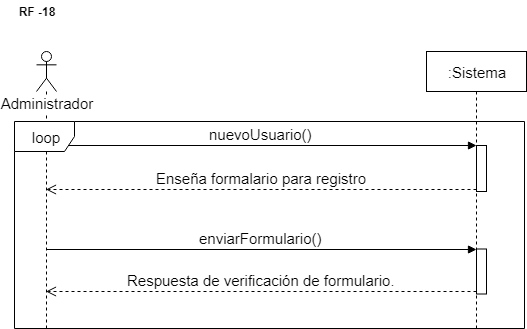 RF -18
Administrador
:Sistema
loop
nuevoUsuario()
Enseña formalario para registro
enviarFormulario()
Respuesta de verificación de formulario.